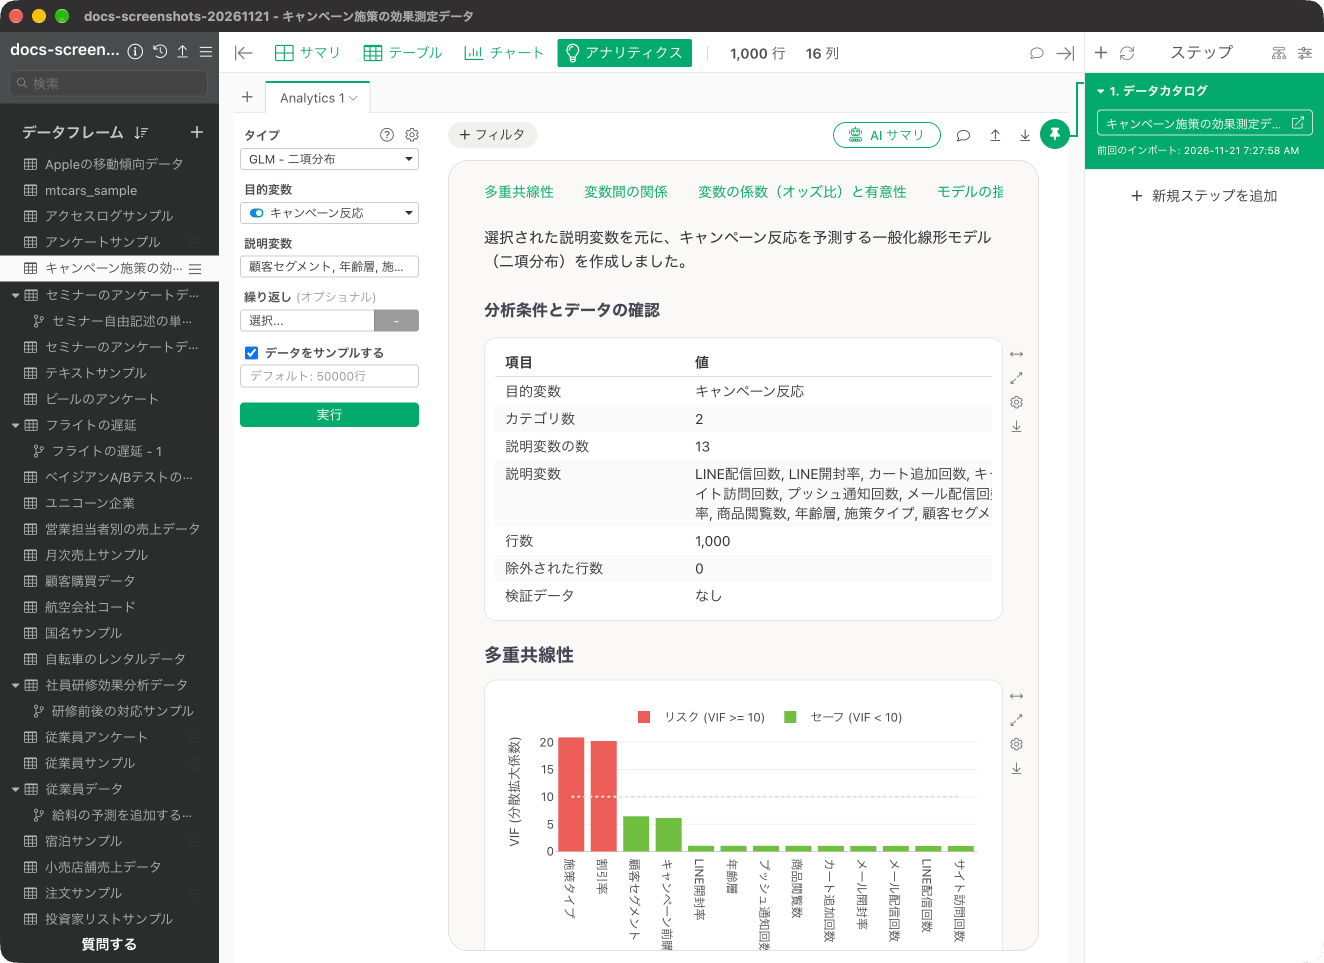 docs-screenshots-20261121 - キャンペーン施策の効果測定データ
docs-screen...
検索
データフレーム
Appleの移動傾向データ
mtcars_sample
アクセスログサンプル
アンケートサンプル
キャンペーン施策の効...
セミナーのアンケートデ...
セミナー自由記述の単...
セミナーのアンケートデ...
テキストサンプル
ビールのアンケート
フライトの遅延
フライトの遅延 - 1
ベイジアンA/Bテストの...
ユニコーン企業
営業担当者別の売上データ
月次売上サンプル
顧客購買データ
航空会社コード
国名サンプル
自転車のレンタルデータ
社員研修効果分析データ
研修前後の対応サンプル
従業員アンケート
従業員サンプル
従業員データ
給料の予測を追加する...
宿泊サンプル
小売店舗売上データ
注文サンプル
投資家リストサンプル
質問する
サマリ
テーブル
チャート
アナリティクス
1,000 行
16 列
Analytics 1
タイプ
GLM - 二項分布
目的変数
キャンペーン反応
説明変数
顧客セグメント, 年齢層, 施...
繰り返し (オプショナル)
選択...
-
データをサンプルする
デフォルト: 50000行
実行
フィルタ
AI サマリ
多重共線性
変数間の関係
変数の係数（オッズ比）と有意性
モデルの指
選択された説明変数を元に、キャンペーン反応を予測する一般化線形モデル
（二項分布）を作成しました。
分析条件とデータの確認
項目 値
目的変数 キャンペーン反応
カテゴリ数 2
説明変数の数 13
説明変数 LINE配信回数, LINE開封率, カート追加回数, キ
イト訪問回数, プッシュ通知回数, メール配信回
率, 商品閲覧数, 年齢層, 施策タイプ, 顧客セグメ
行数 1,000
除外された行数 0
検証データ なし
多重共線性
リスク (VIF >= 10)
セーフ (VIF < 10)
VIF (分散拡大係数)
20
15
10
5
0
施策タイプ
割引率
顧客セグメント
キャンペーン前購
LINE開封率
年齢層
プッシュ通知回数
商品閲覧数
カート追加回数
メール開封率
メール配信回数
LINE配信回数
サイト訪問回数
ステップ
1. データカタログ
キャンペーン施策の効果測定デ...
前回のインポート: 2026-11-21 7:27:58 AM
新規ステップを追加